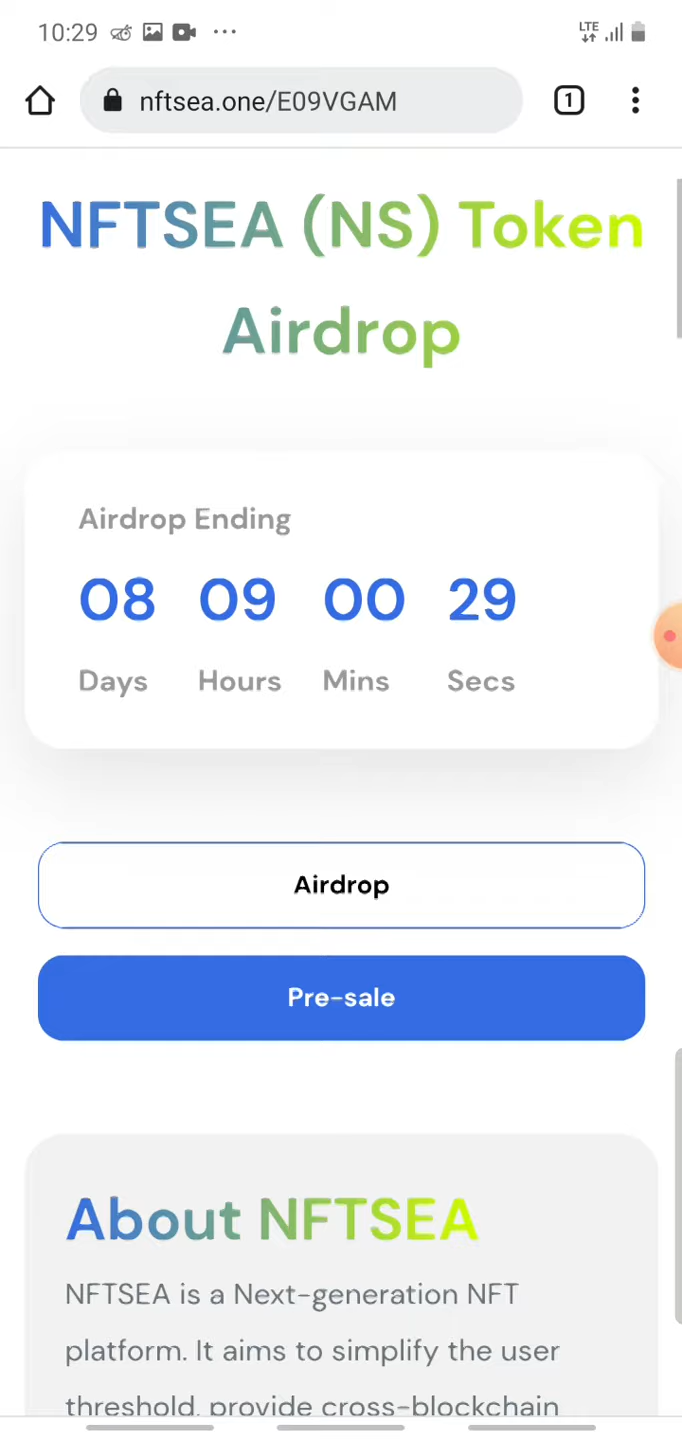 10:29
LTE
nftsea.one/E09VGAM
1
NFTSEA (NS) Token
Airdrop
Airdrop Ending
08 09 00 29
Days Hours Mins Secs
Airdrop
Pre-sale
About NFTSEA
NFTSEA is a Next-generation NFT
platform. It aims to simplify the user
threshold, provide cross-blockchain